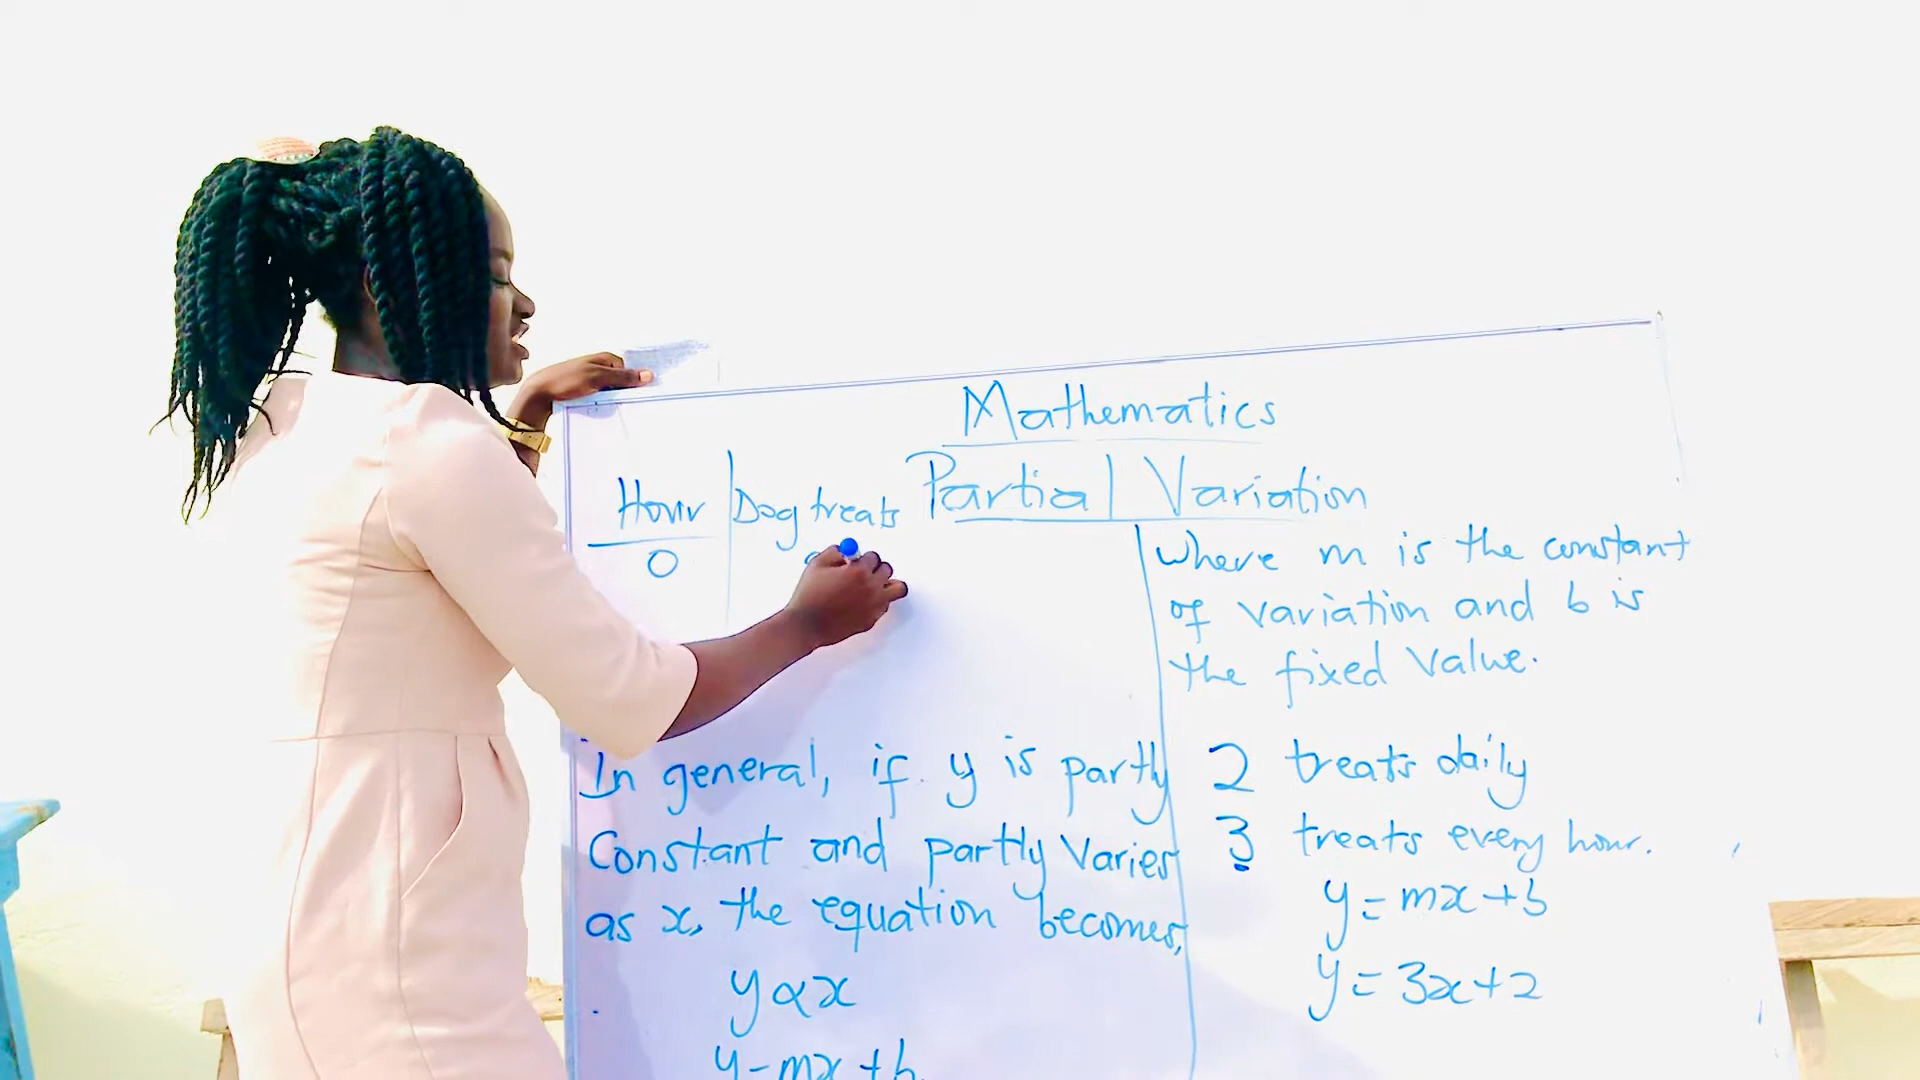 Mathematics
Partial Variation
Hour Dog treats
0
In general, if y is partly
Constant and partly varies
as x, the equation becomes,
y ∝ x
y = mx + b
where m is the constant
of variation and b is
the fixed value.
2 treats daily
3 treats every hour.
y = mx + b
y = 3x + 2